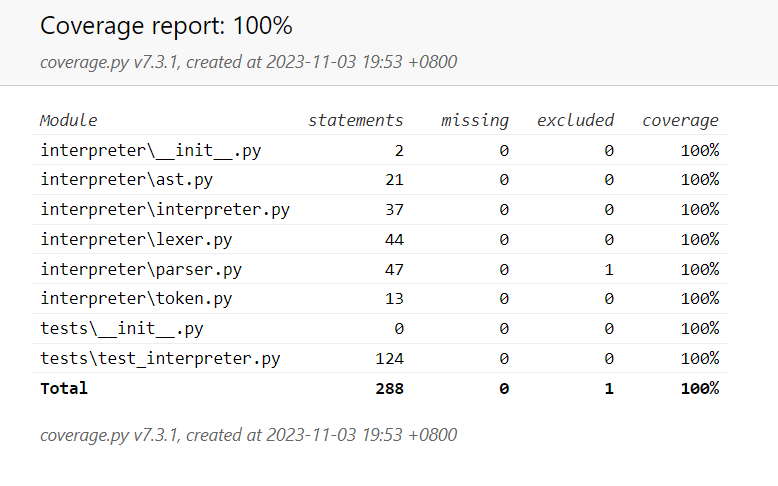 Coverage report: 100%
coverage.py v7.3.1, created at 2023-11-03 19:53 +0800
Module statements missing excluded coverage
interpreter\__init__.py 2 0 0 100%
interpreter\ast.py 21 0 0 100%
interpreter\interpreter.py 37 0 0 100%
interpreter\lexer.py 44 0 0 100%
interpreter\parser.py 47 0 1 100%
interpreter\token.py 13 0 0 100%
tests\__init__.py 0 0 0 100%
tests\test_interpreter.py 124 0 0 100%
Total 288 0 1 100%
coverage.py v7.3.1, created at 2023-11-03 19:53 +0800